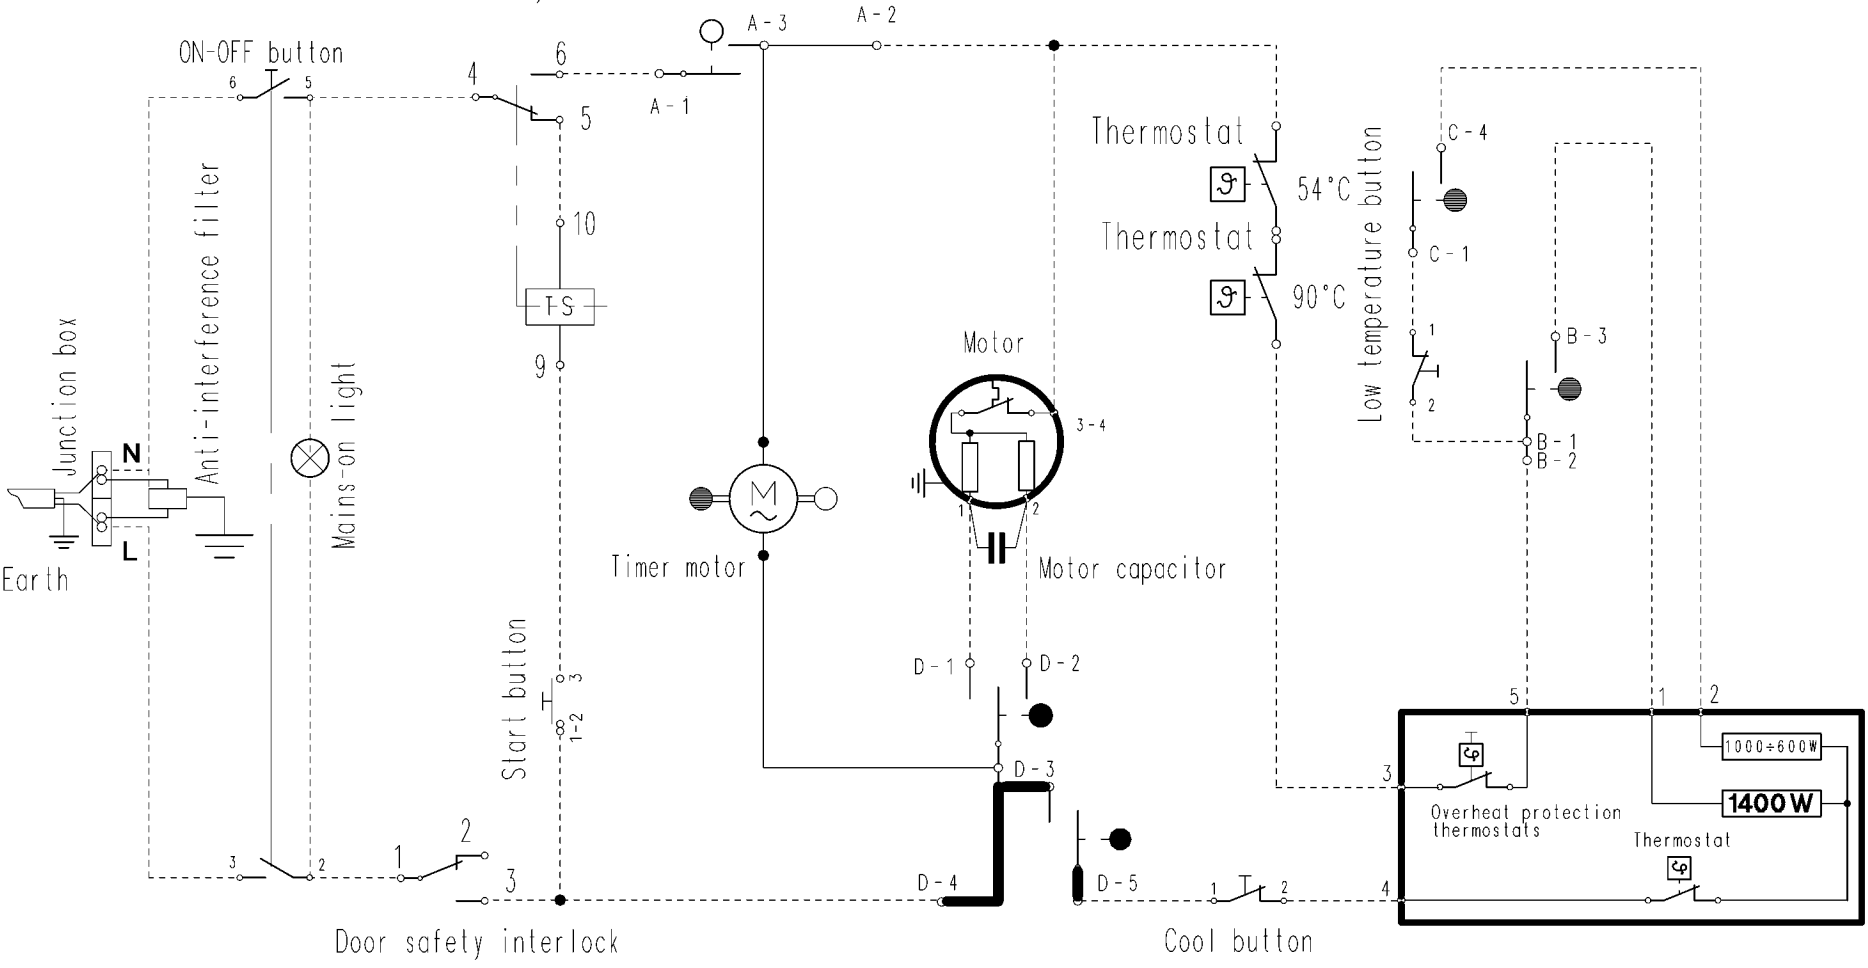 A-3
A-2
ON-OFF button
6
5
4
6
A-1
5
Thermostat
C-4
54°C
10
Thermostat
C-1
Low temperature button
90°C
TS
Anti-interference filter
Junction box
1
B-3
Motor
9
Mains-on light
2
3-4
N
B-1
B-2
M
1
2
L
Timer motor
Motor capacitor
Earth
Start button
D-1
D-2
3
1-2
5
1
2
1000÷600W
D-3
3
1400W
Overheat protection
thermostats
Thermostat
3
2
1
2
3
D-4
D-5
1
2
4
Door safety interlock
Cool button